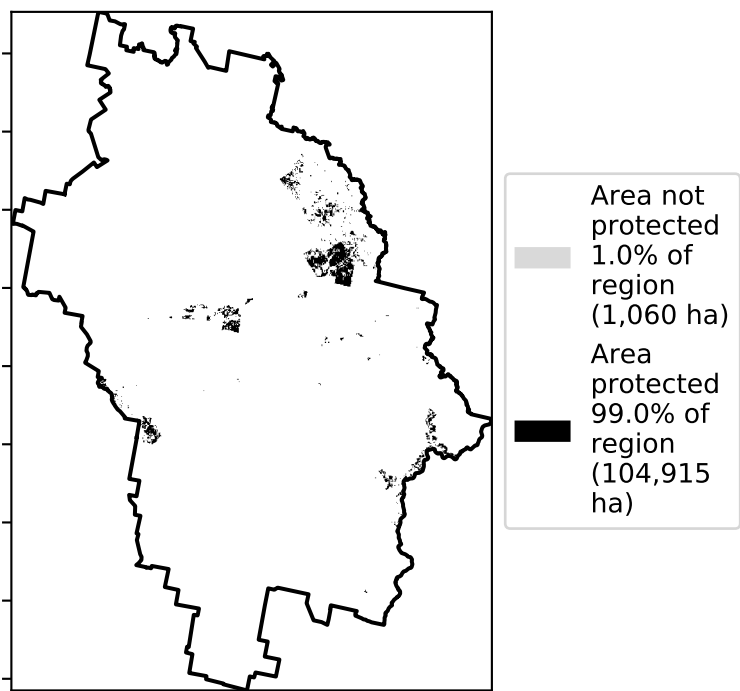 Area not
protected
1.0% of
region
(1,060 ha)
Area
protected
99.0% of
region
(104,915
ha)